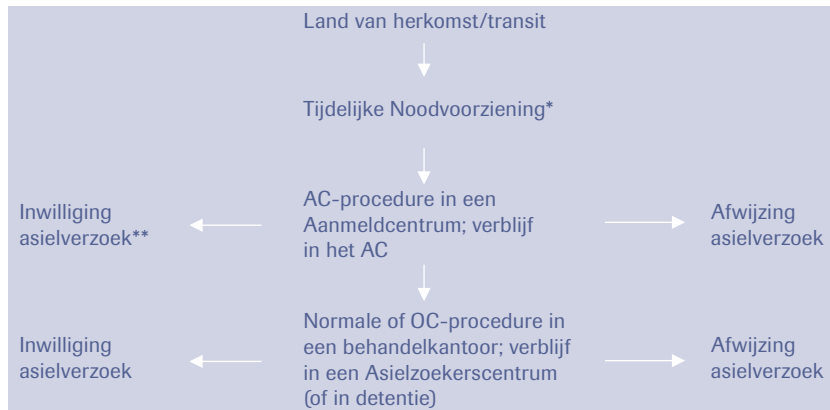 Land van herkomst/transit
Tijdelijke Noodvoorziening*
Inwilliging
asielverzoek**
AC-procedure in een
Aanmeldcentrum; verblijf
in het AC
Afwijzing
asielverzoek
Inwilliging
asielverzoek
Normale of OC-procedure in
een behandelkantoor; verblijf
in een Asielzoekerscentrum
(of in detentie)
Afwijzing
asielverzoek